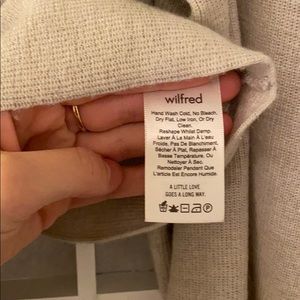 wilfred
Hand Wash Cold, No Bleach,
Dry Flat, Low Iron, Or Dry
Clean.
Reshape Whilst Damp.
Laver À La Main À L'eau
Froide, Pas De Blanchiment,
Sécher À Plat, Repasser À
Basse Température, Ou
Nettoyer À Sec.
Remodeler Pendant Que
L'article Est Encore Humide.
A LITTLE LOVE
GOES A LONG WAY.